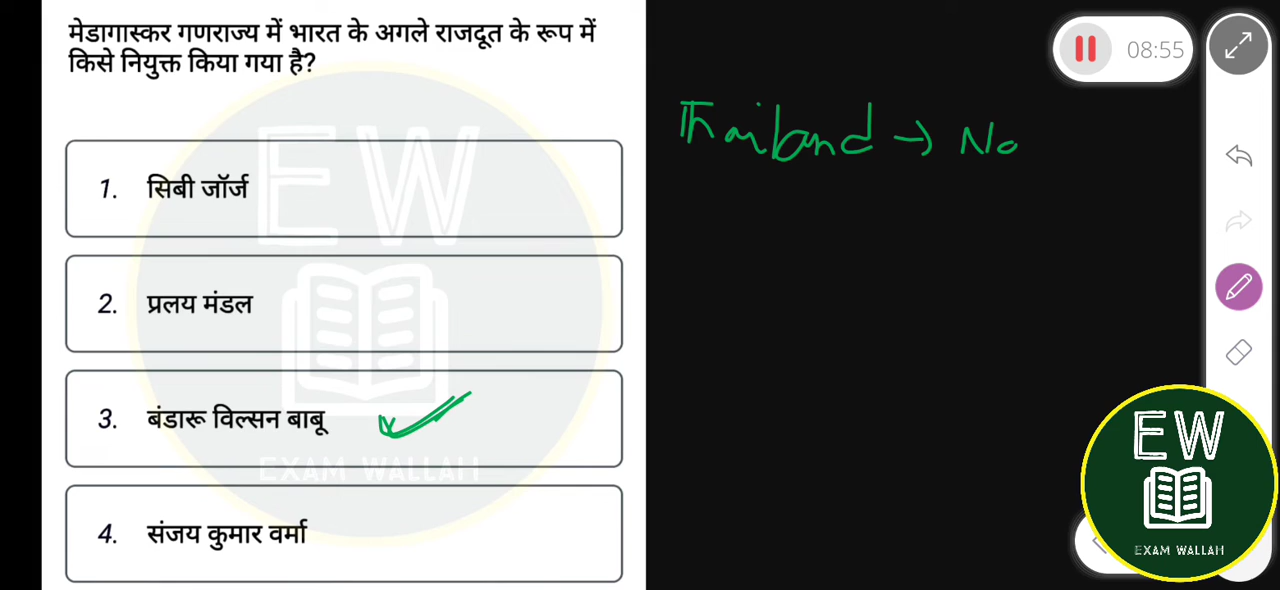 मेडागास्कर गणराज्य में भारत के अगले राजदूत के रूप में
किसे नियुक्त किया गया है?
1. सिबी जॉर्ज
2. प्रलय मंडल
3. बंडारू विल्सन बाबू
4. संजय कुमार वर्मा
EW
EXAM WALLAH
Thailand → No
08:55
EW
EXAM WALLAH